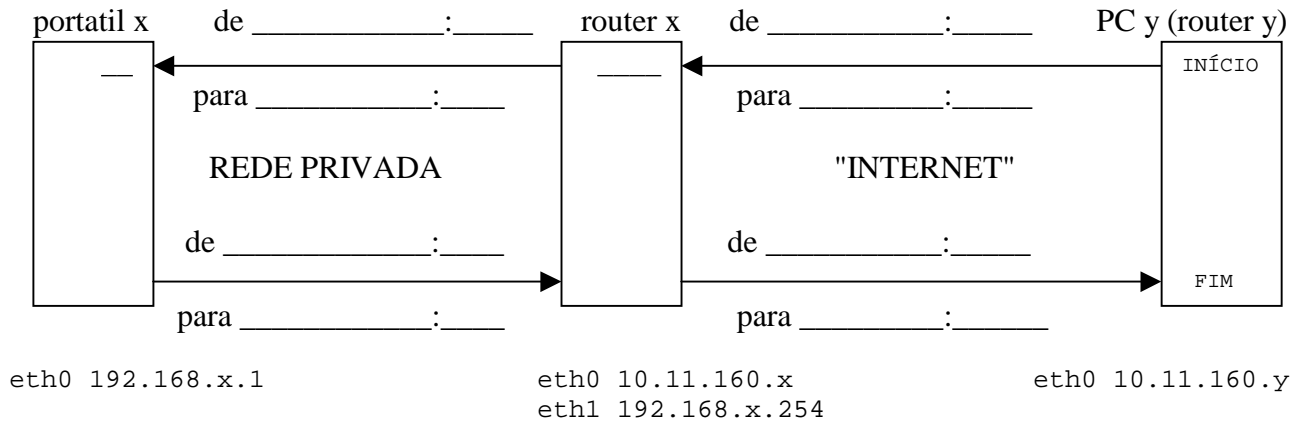 portatil x de ____________:_____ router x de ___________:_____ PC y (router y)
__ ____ INÍCIO
para ___________:____ para _________:_____
REDE PRIVADA "INTERNET"
de _____________:____ de ___________:_____
FIM
para ____________:____ para _________:______
eth0 192.168.x.1 eth0 10.11.160.x eth0 10.11.160.y
eth1 192.168.x.254